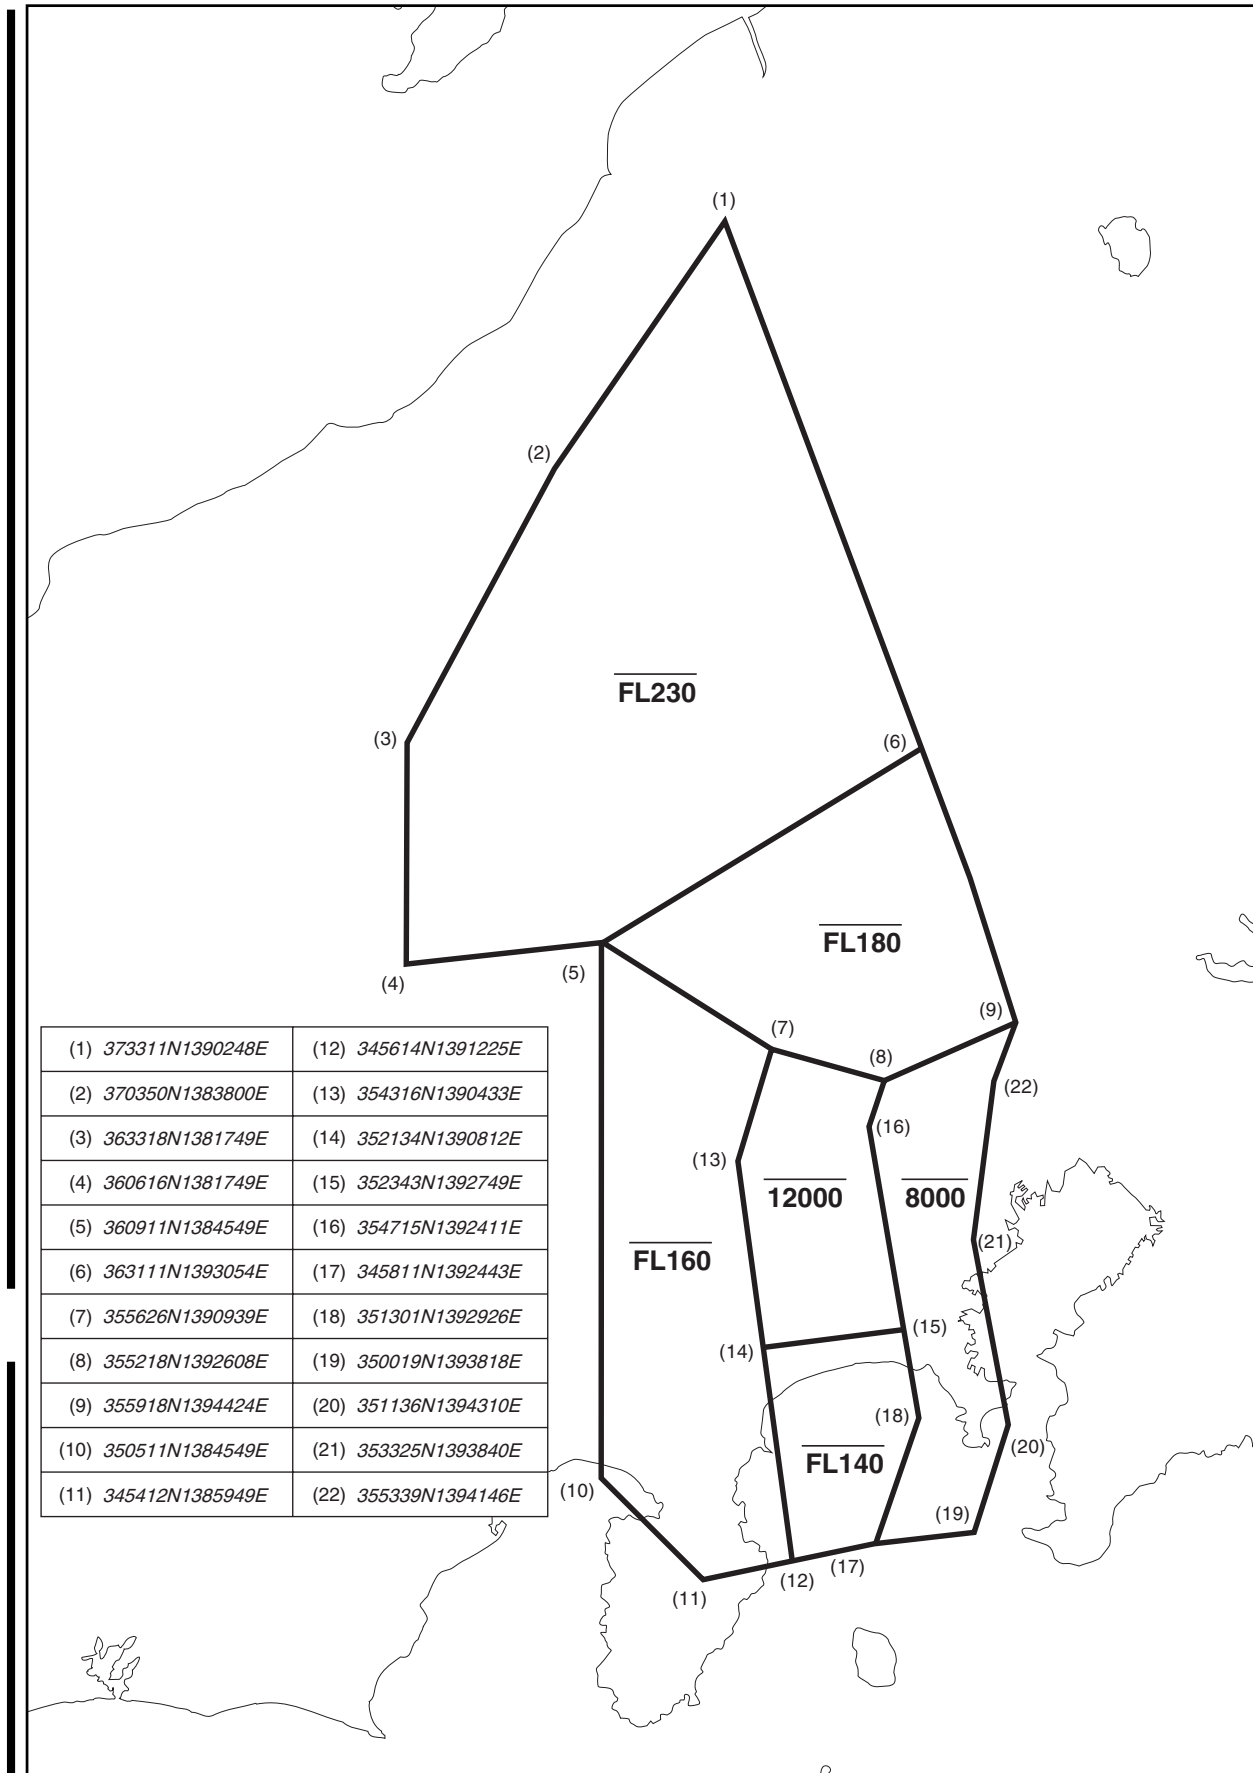 (1)
(2)
FL230
(3)
(6)
FL180
(4)
(5)
(9)
(7)
(8)
(22)
(16)
(13)
12000
8000
(21)
FL160
(15)
(14)
(18)
(20)
FL140
(10)
(19)
(17)
(12)
(11)
(1) 373311N1390248E (12) 345614N1391225E
(2) 370350N1383800E (13) 354316N1390433E
(3) 363318N1381749E (14) 352134N1390812E
(4) 360616N1381749E (15) 352343N1392749E
(5) 360911N1384549E (16) 354715N1392411E
(6) 363111N1393054E (17) 345811N1392443E
(7) 355626N1390939E (18) 351301N1392926E
(8) 355218N1392608E (19) 350019N1393818E
(9) 355918N1394424E (20) 351136N1394310E
(10) 350511N1384549E (21) 353325N1393840E
(11) 345412N1385949E (22) 355339N1394146E